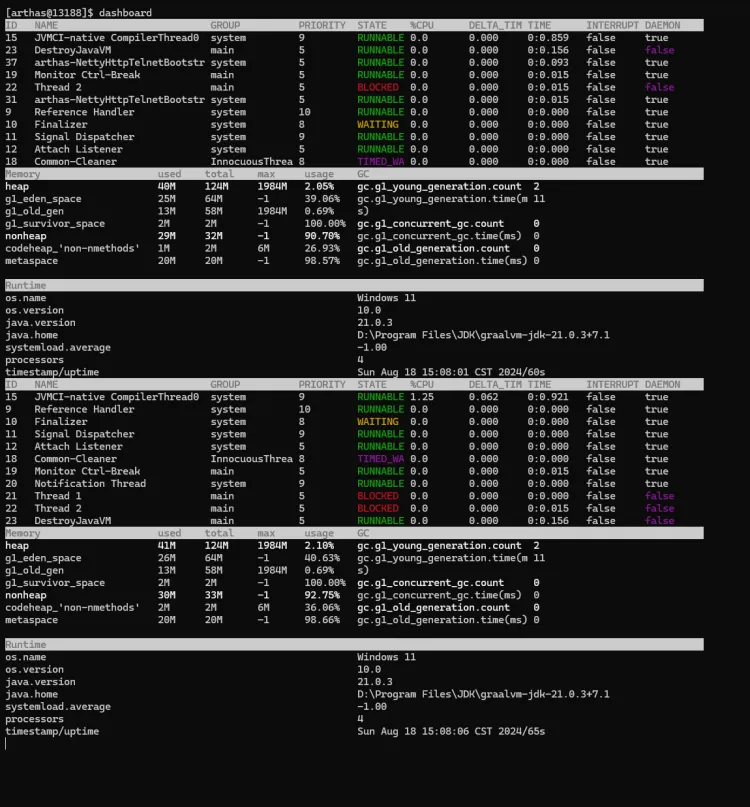 [arthas@13188]$ dashboard
ID NAME GROUP PRIORITY STATE %CPU DELTA_TIM TIME INTERRUPT DAEMON
15 JVMCI-native CompilerThread0 system 9 RUNNABLE 0.0 0.000 0:0.859 false true
23 DestroyJavaVM main 5 RUNNABLE 0.0 0.000 0:0.156 false false
37 arthas-NettyHttpTelnetBootstr system 5 RUNNABLE 0.0 0.000 0:0.093 false true
19 Monitor Ctrl-Break main 5 RUNNABLE 0.0 0.000 0:0.015 false true
22 Thread 2 main 5 BLOCKED 0.0 0.000 0:0.015 false false
31 arthas-NettyHttpTelnetBootstr system 5 RUNNABLE 0.0 0.000 0:0.015 false true
9 Reference Handler system 10 RUNNABLE 0.0 0.000 0:0.000 false true
10 Finalizer system 8 WAITING 0.0 0.000 0:0.000 false true
11 Signal Dispatcher system 9 RUNNABLE 0.0 0.000 0:0.000 false true
12 Attach Listener system 5 RUNNABLE 0.0 0.000 0:0.000 false true
18 Common-Cleaner InnocuousThrea 8 TIMED_WA 0.0 0.000 0:0.000 false true
Memory used total max usage GC
heap 40M 124M 1984M 2.05% gc.g1_young_generation.count 2
g1_eden_space 25M 64M -1 39.06% gc.g1_young_generation.time(m 11
g1_old_gen 13M 58M 1984M 0.69% s)
g1_survivor_space 2M 2M -1 100.00% gc.g1_concurrent_gc.count 0
nonheap 29M 32M -1 90.70% gc.g1_concurrent_gc.time(ms) 0
codeheap_'non-nmethods' 1M 2M 6M 26.93% gc.g1_old_generation.count 0
metaspace 20M 20M -1 98.57% gc.g1_old_generation.time(ms) 0
Runtime
os.name Windows 11
os.version 10.0
java.version 21.0.3
java.home D:\Program Files\JDK\graalvm-jdk-21.0.3+7.1
systemload.average -1.00
processors 4
timestamp/uptime Sun Aug 18 15:08:01 CST 2024/60s
ID NAME GROUP PRIORITY STATE %CPU DELTA_TIM TIME INTERRUPT DAEMON
15 JVMCI-native CompilerThread0 system 9 RUNNABLE 1.25 0.062 0:0.921 false true
9 Reference Handler system 10 RUNNABLE 0.0 0.000 0:0.000 false true
10 Finalizer system 8 WAITING 0.0 0.000 0:0.000 false true
11 Signal Dispatcher system 9 RUNNABLE 0.0 0.000 0:0.000 false true
12 Attach Listener system 5 RUNNABLE 0.0 0.000 0:0.000 false true
18 Common-Cleaner InnocuousThrea 8 TIMED_WA 0.0 0.000 0:0.000 false true
19 Monitor Ctrl-Break main 5 RUNNABLE 0.0 0.000 0:0.015 false true
20 Notification Thread system 9 RUNNABLE 0.0 0.000 0:0.000 false true
21 Thread 1 main 5 BLOCKED 0.0 0.000 0:0.000 false false
22 Thread 2 main 5 BLOCKED 0.0 0.000 0:0.015 false false
23 DestroyJavaVM main 5 RUNNABLE 0.0 0.000 0:0.156 false false
Memory used total max usage GC
heap 41M 124M 1984M 2.10% gc.g1_young_generation.count 2
g1_eden_space 26M 64M -1 40.63% gc.g1_young_generation.time(m 11
g1_old_gen 13M 58M 1984M 0.69% s)
g1_survivor_space 2M 2M -1 100.00% gc.g1_concurrent_gc.count 0
nonheap 30M 33M -1 92.75% gc.g1_concurrent_gc.time(ms) 0
codeheap_'non-nmethods' 2M 2M 6M 36.06% gc.g1_old_generation.count 0
metaspace 20M 20M -1 98.66% gc.g1_old_generation.time(ms) 0
Runtime
os.name Windows 11
os.version 10.0
java.version 21.0.3
java.home D:\Program Files\JDK\graalvm-jdk-21.0.3+7.1
systemload.average -1.00
processors 4
timestamp/uptime Sun Aug 18 15:08:06 CST 2024/65s